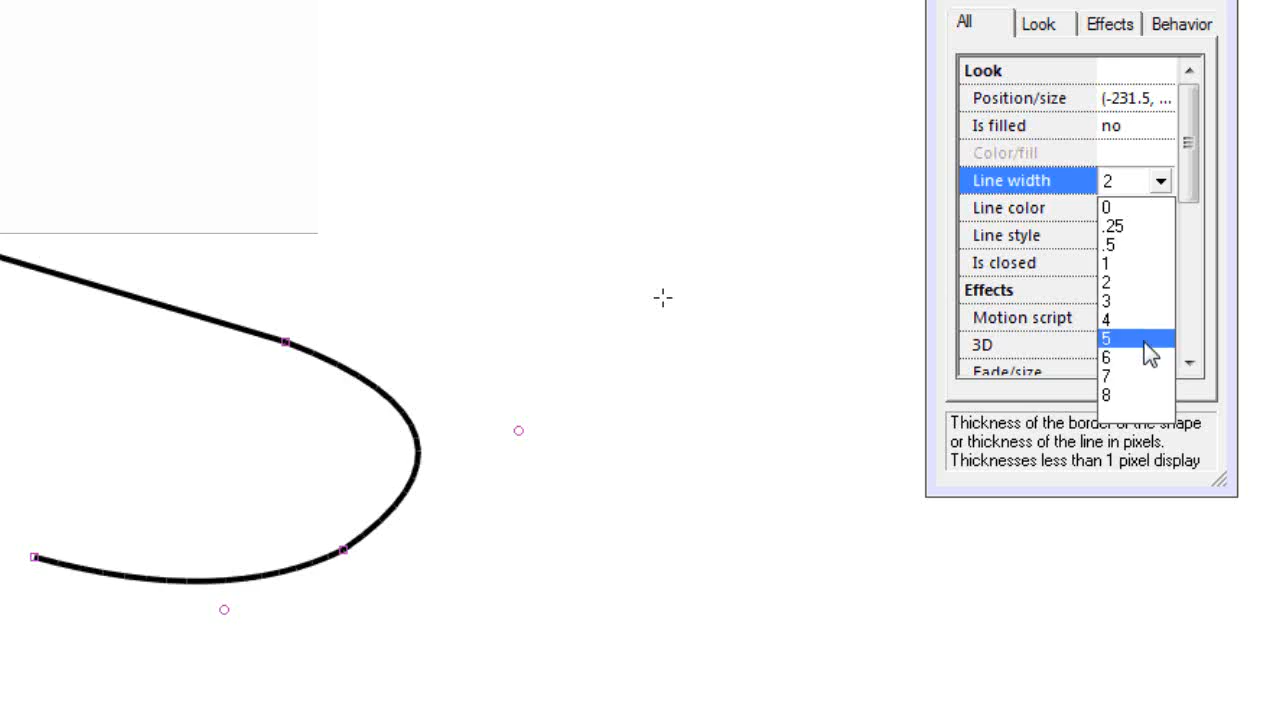 All Look Effects Behavior
Look
Position/size (-231.5, ...
Is filled no
Color/fill
Line width 2
Line color 0
.25
Line style .5
Is closed 1
2
Effects 3
Motion script 4
3D 5
Fade/size 6
7
8
Thickness of the border of the shape
or thickness of the line in pixels.
Thicknesses less than 1 pixel display